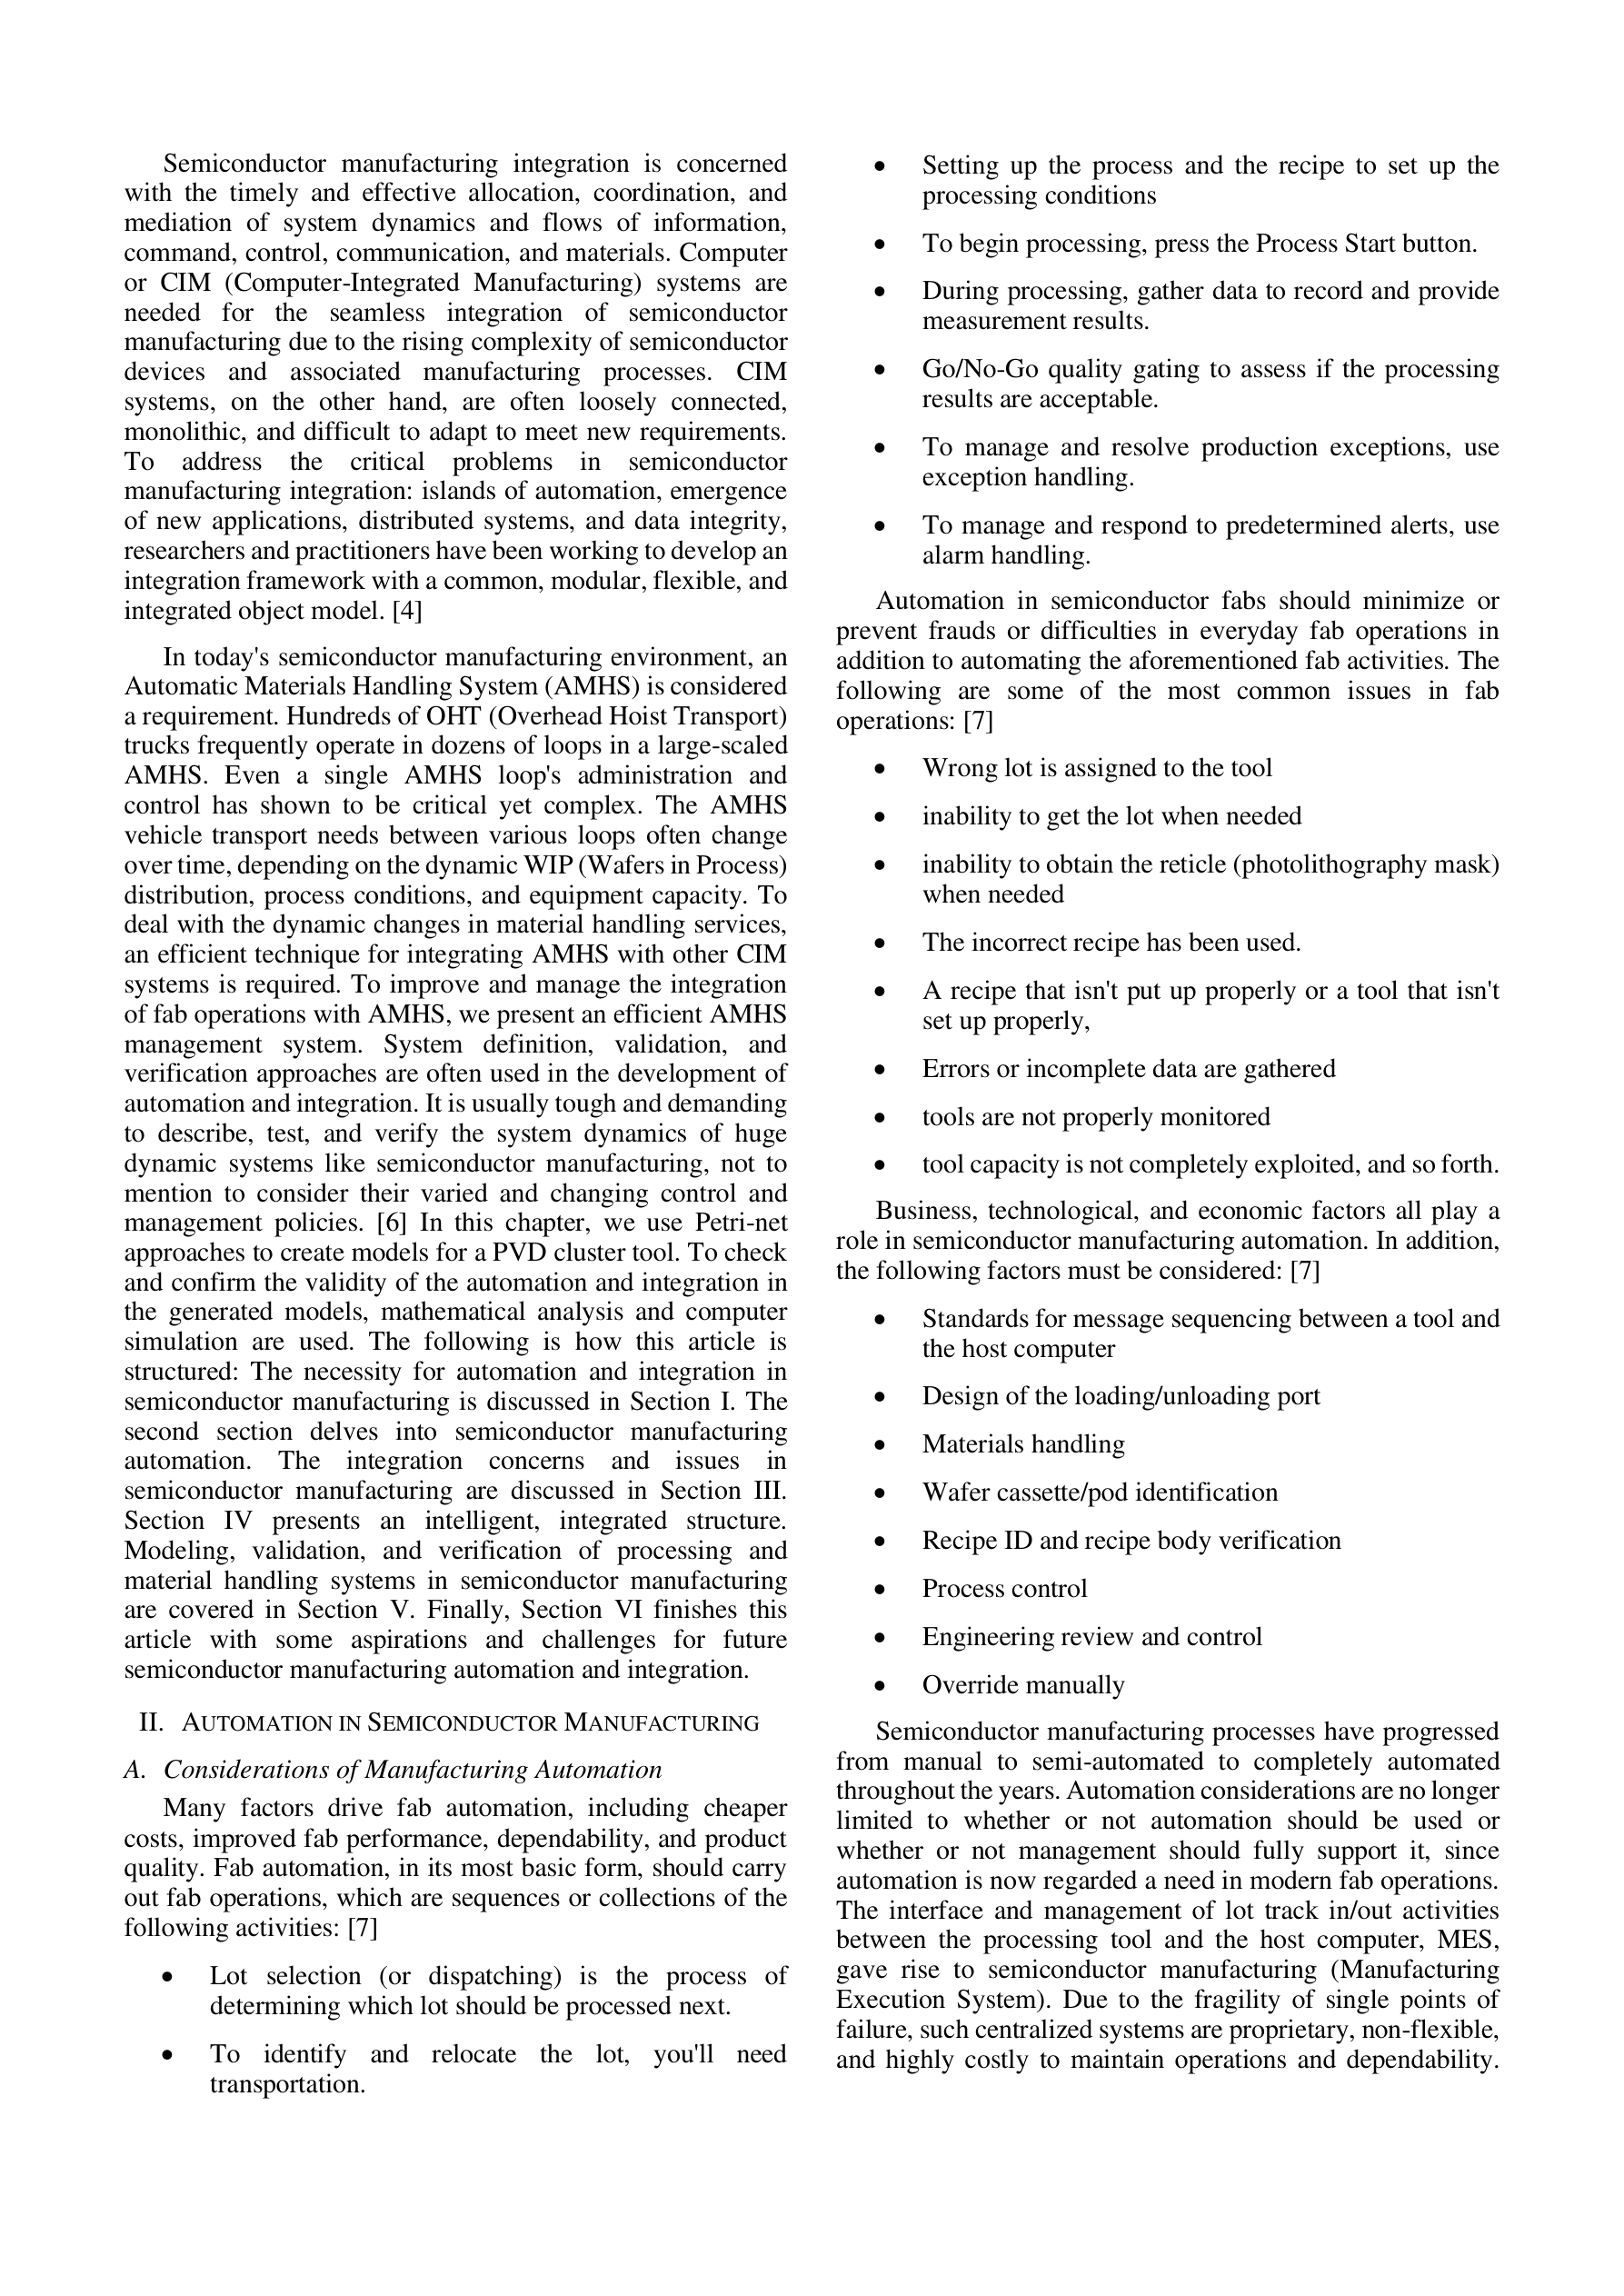 Semiconductor manufacturing integration is concerned
with the timely and effective allocation, coordination, and
mediation of system dynamics and flows of information,
command, control, communication, and materials. Computer
or CIM (Computer-Integrated Manufacturing) systems are
needed for the seamless integration of semiconductor
manufacturing due to the rising complexity of semiconductor
devices and associated manufacturing processes. CIM
systems, on the other hand, are often loosely connected,
monolithic, and difficult to adapt to meet new requirements.
To address the critical problems in semiconductor
manufacturing integration: islands of automation, emergence
of new applications, distributed systems, and data integrity,
researchers and practitioners have been working to develop an
integration framework with a common, modular, flexible, and
integrated object model. [4]
In today's semiconductor manufacturing environment, an
Automatic Materials Handling System (AMHS) is considered
a requirement. Hundreds of OHT (Overhead Hoist Transport)
trucks frequently operate in dozens of loops in a large-scaled
AMHS. Even a single AMHS loop's administration and
control has shown to be critical yet complex. The AMHS
vehicle transport needs between various loops often change
over time, depending on the dynamic WIP (Wafers in Process)
distribution, process conditions, and equipment capacity. To
deal with the dynamic changes in material handling services,
an efficient technique for integrating AMHS with other CIM
systems is required. To improve and manage the integration
of fab operations with AMHS, we present an efficient AMHS
management system. System definition, validation, and
verification approaches are often used in the development of
automation and integration. It is usually tough and demanding
to describe, test, and verify the system dynamics of huge
dynamic systems like semiconductor manufacturing, not to
mention to consider their varied and changing control and
management policies. [6] In this chapter, we use Petri-net
approaches to create models for a PVD cluster tool. To check
and confirm the validity of the automation and integration in
the generated models, mathematical analysis and computer
simulation are used. The following is how this article is
structured: The necessity for automation and integration in
semiconductor manufacturing is discussed in Section I. The
second section delves into semiconductor manufacturing
automation. The integration concerns and issues in
semiconductor manufacturing are discussed in Section III.
Section IV presents an intelligent, integrated structure.
Modeling, validation, and verification of processing and
material handling systems in semiconductor manufacturing
are covered in Section V. Finally, Section VI finishes this
article with some aspirations and challenges for future
semiconductor manufacturing automation and integration.
II. AUTOMATION IN SEMICONDUCTOR MANUFACTURING
A. Considerations of Manufacturing Automation
Many factors drive fab automation, including cheaper
costs, improved fab performance, dependability, and product
quality. Fab automation, in its most basic form, should carry
out fab operations, which are sequences or collections of the
following activities: [7]
• Lot selection (or dispatching) is the process of
determining which lot should be processed next.
• To identify and relocate the lot, you'll need
transportation.
• Setting up the process and the recipe to set up the
processing conditions
• To begin processing, press the Process Start button.
• During processing, gather data to record and provide
measurement results.
• Go/No-Go quality gating to assess if the processing
results are acceptable.
• To manage and resolve production exceptions, use
exception handling.
• To manage and respond to predetermined alerts, use
alarm handling.
Automation in semiconductor fabs should minimize or
prevent frauds or difficulties in everyday fab operations in
addition to automating the aforementioned fab activities. The
following are some of the most common issues in fab
operations: [7]
• Wrong lot is assigned to the tool
• inability to get the lot when needed
• inability to obtain the reticle (photolithography mask)
when needed
• The incorrect recipe has been used.
• A recipe that isn't put up properly or a tool that isn't
set up properly,
• Errors or incomplete data are gathered
• tools are not properly monitored
• tool capacity is not completely exploited, and so forth.
Business, technological, and economic factors all play a
role in semiconductor manufacturing automation. In addition,
the following factors must be considered: [7]
• Standards for message sequencing between a tool and
the host computer
• Design of the loading/unloading port
• Materials handling
• Wafer cassette/pod identification
• Recipe ID and recipe body verification
• Process control
• Engineering review and control
• Override manually
Semiconductor manufacturing processes have progressed
from manual to semi-automated to completely automated
throughout the years. Automation considerations are no longer
limited to whether or not automation should be used or
whether or not management should fully support it, since
automation is now regarded a need in modern fab operations.
The interface and management of lot track in/out activities
between the processing tool and the host computer, MES,
gave rise to semiconductor manufacturing (Manufacturing
Execution System). Due to the fragility of single points of
failure, such centralized systems are proprietary, non-flexible,
and highly costly to maintain operations and dependability.